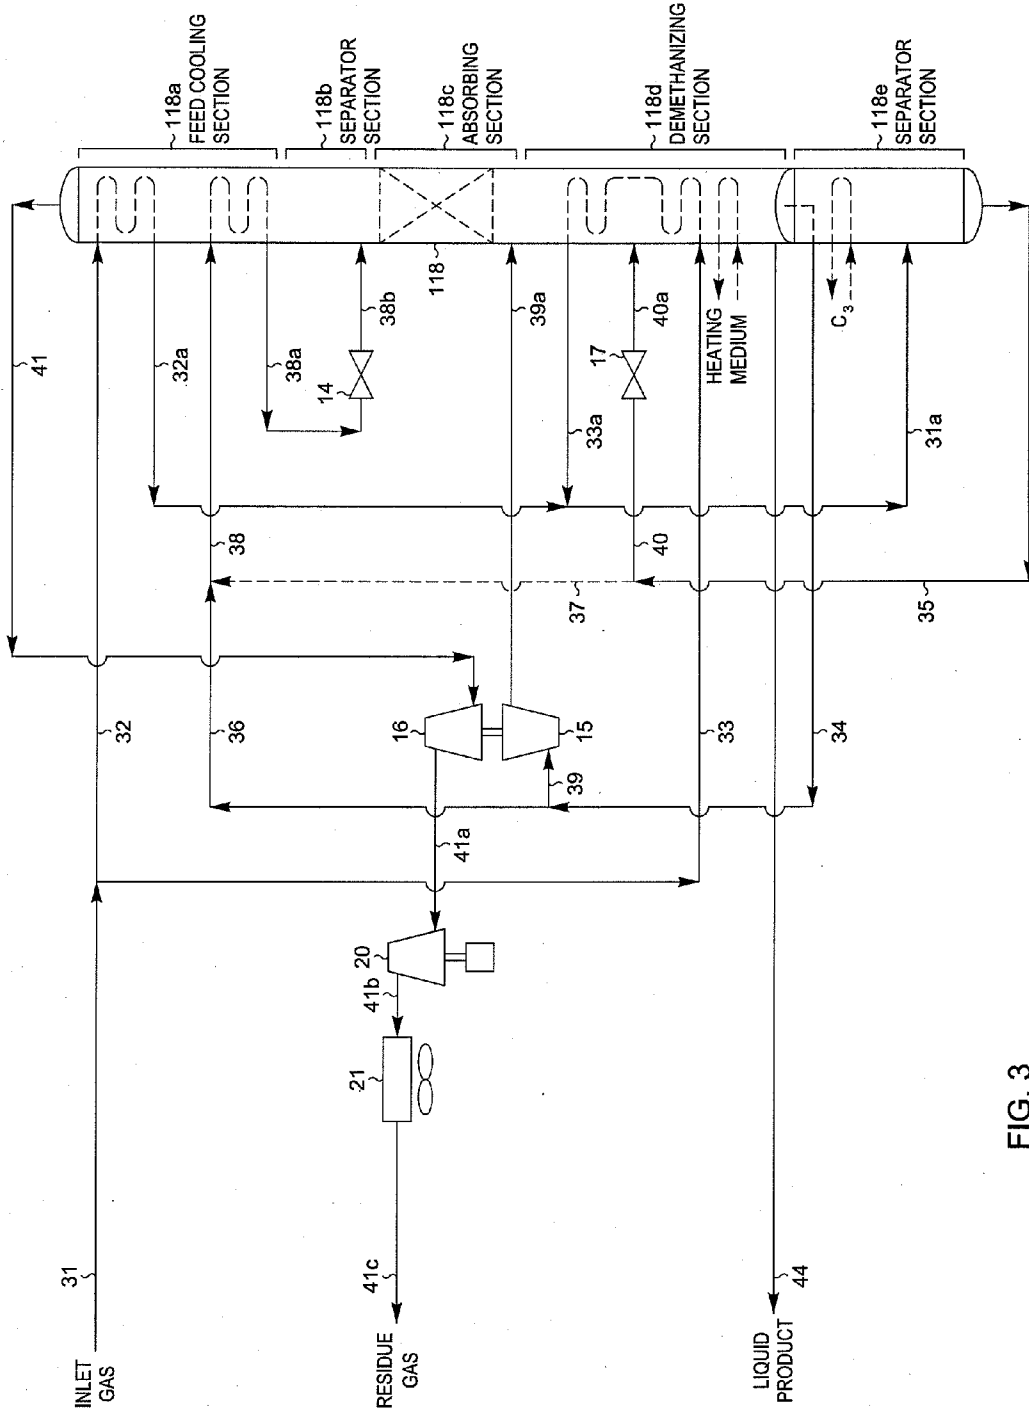 118a
FEED COOLING
SECTION
118b
SEPARATOR
SECTION
118c
ABSORBING
SECTION
118d
DEMETHANIZING
SECTION
118e
SEPARATOR
SECTION
41
32a
38a
14
38b
118
39a
33a
17
40a
HEATING
MEDIUM
C3
31a
38
40
37
35
32
36
16
15
39
33
34
41a
20
41b
21
31
41c
44
INLET
GAS
RESIDUE
GAS
LIQUID
PRODUCT
FIG. 3